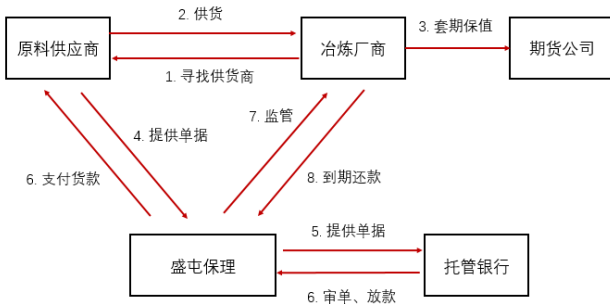 2. 供货
3. 套期保值
原料供应商
冶炼厂商
期货公司
1. 寻找供货商
7. 监管
4. 提供单据
6. 支付货款
8. 到期还款
5. 提供单据
盛屯保理
托管银行
6. 审单、放款